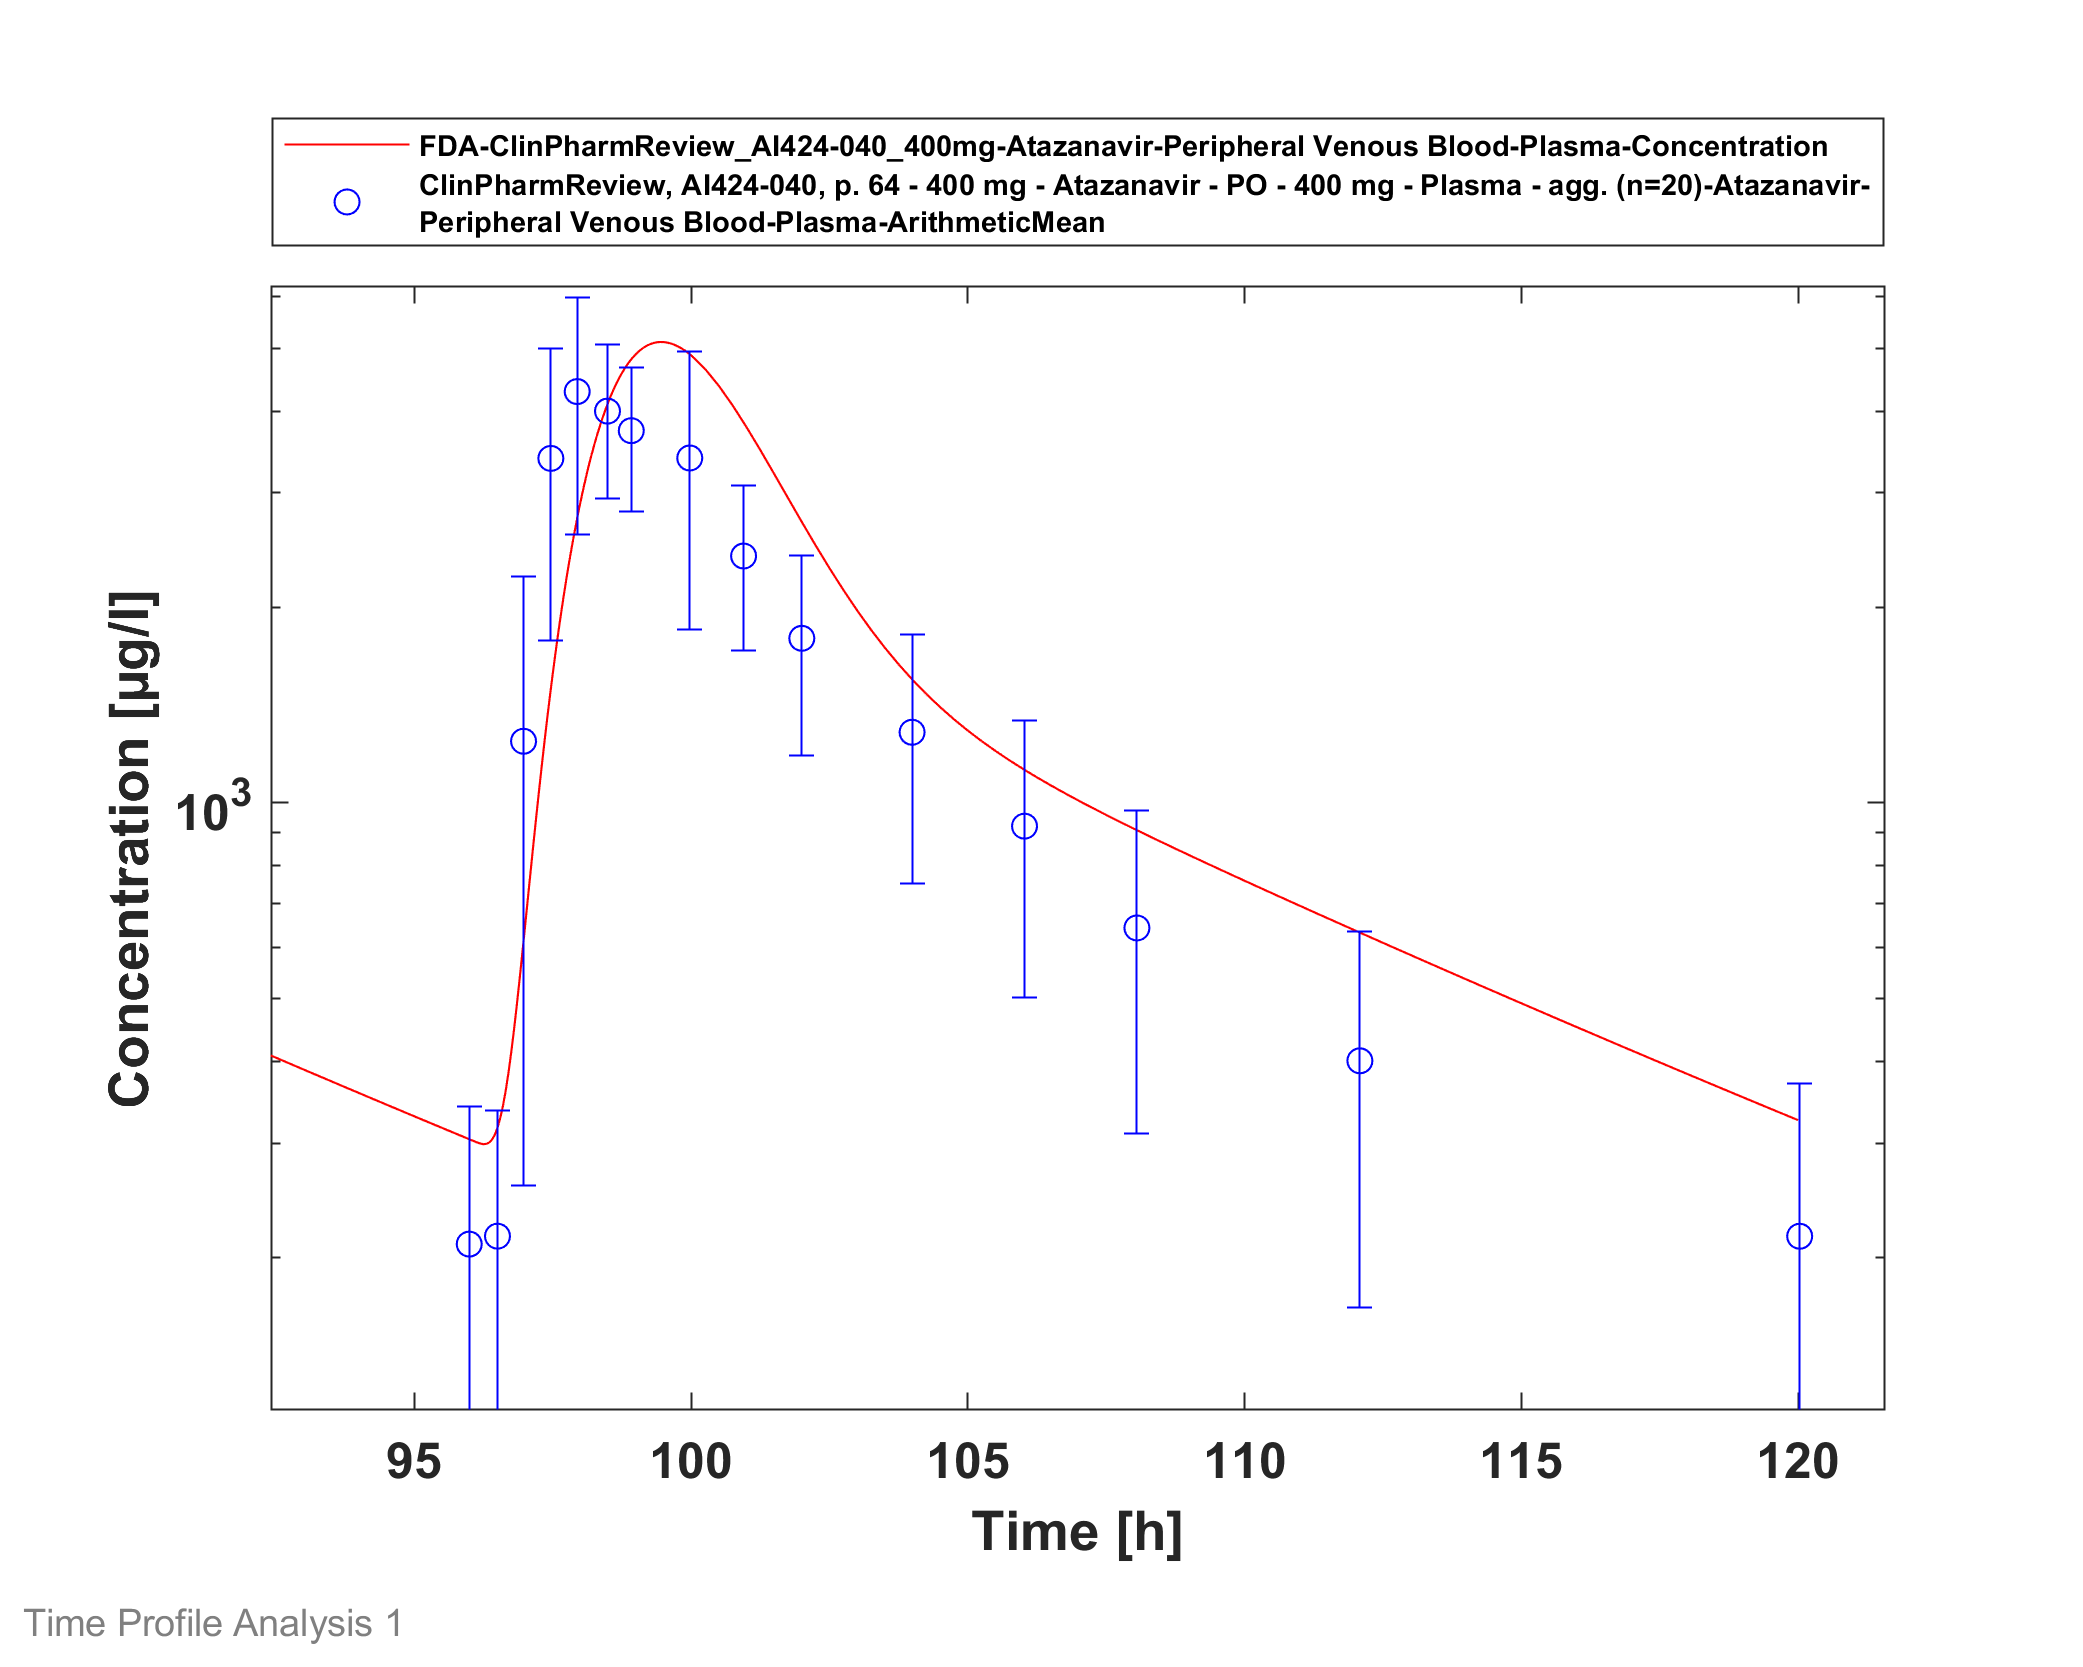 FDA-ClinPharmReview_AI424-040_400mg-Atazanavir-Peripheral Venous Blood-Plasma-Concentration
ClinPharmReview, AI424-040, p. 64 - 400 mg - Atazanavir - PO - 400 mg - Plasma - agg. (n=20)-Atazanavir-
Peripheral Venous Blood-Plasma-ArithmeticMean
Concentration [µg/l]
10³
95 100 105 110 115 120
Time [h]
Time Profile Analysis 1